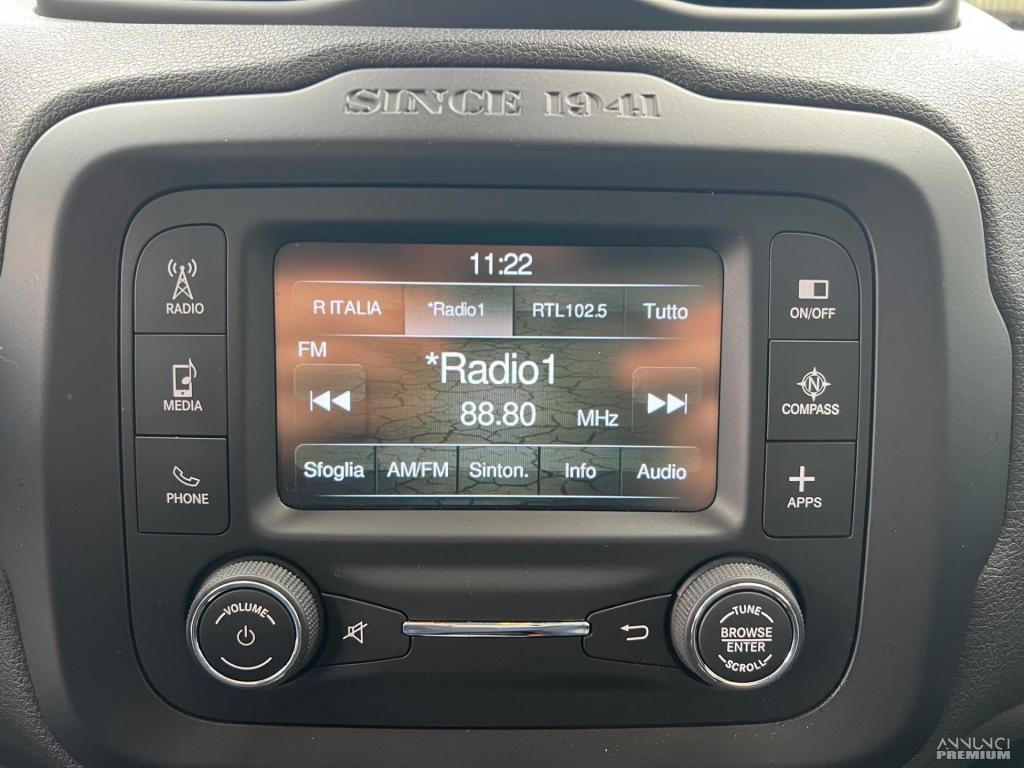 SINCE 1941
11:22
R ITALIA *Radio1 RTL102.5 Tutto
FM
*Radio1
88.80 MHz
Sfoglia AM/FM Sinton. Info Audio
RADIO
MEDIA
PHONE
ON/OFF
N
COMPASS
APPS
VOLUME
TUNE
BROWSE
ENTER
SCROLL
ANNUNCI
PREMIUM